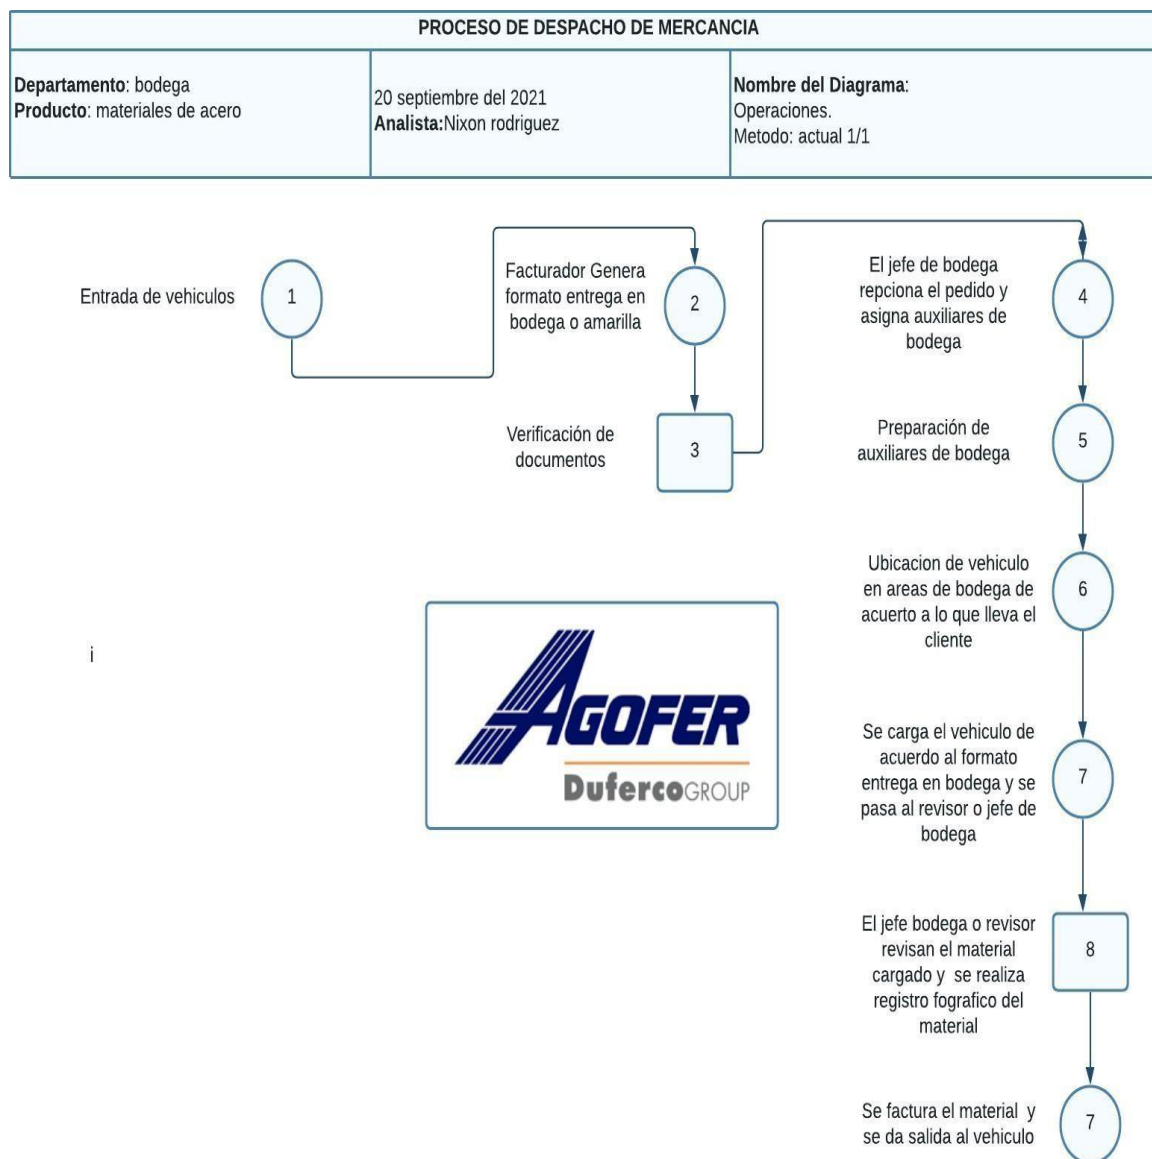 PROCESO DE DESPACHO DE MERCANCIA
Departamento: bodega
Producto: materiales de acero
20 septiembre del 2021
Analista:Nixon rodriguez
Nombre del Diagrama:
Operaciones.
Metodo: actual 1/1
Entrada de vehiculos
1
Facturador Genera
formato entrega en
bodega o amarilla
2
Verificación de
documentos
3
El jefe de bodega
repciona el pedido y
asigna auxiliares de
bodega
4
Preparación de
auxiliares de bodega
5
Ubicacion de vehiculo
en areas de bodega de
acuerto a lo que lleva el
cliente
6
i
AGOFER
DufercoGROUP
Se carga el vehiculo de
acuerdo al formato
entrega en bodega y se
pasa al revisor o jefe de
bodega
7
El jefe bodega o revisor
revisan el material
cargado y se realiza
registro fografico del
material
8
Se factura el material y
se da salida al vehiculo
7